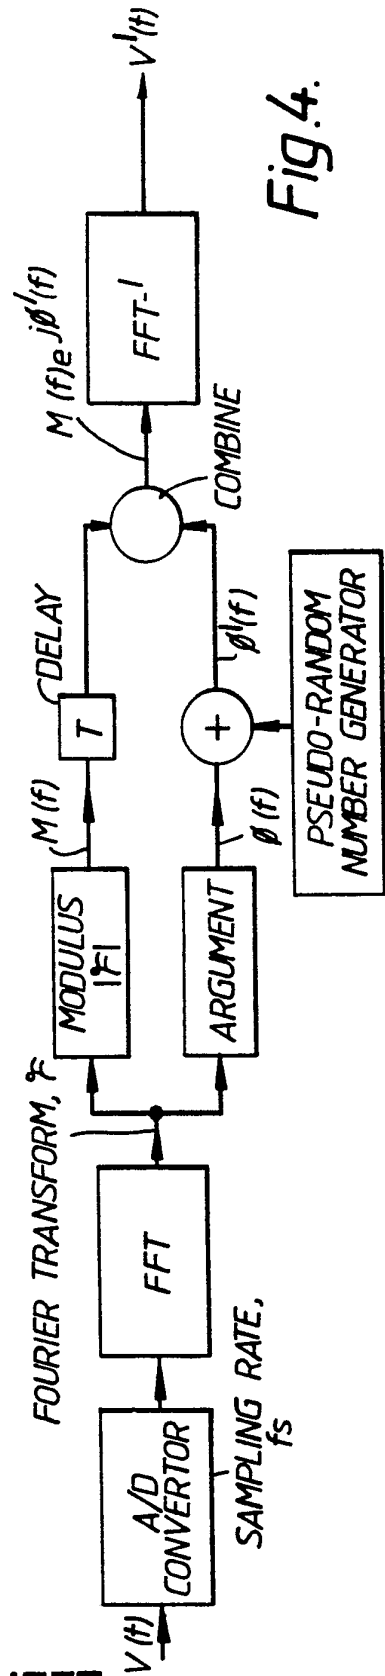 V(t)
A/D
CONVERTOR
SAMPLING RATE,
fs
FFT
FOURIER TRANSFORM, ℱ
MODULUS
|ℱ|
M(f)
DELAY
T
ARGUMENT
ø(f)
+
ø'(f)
PSEUDO-RANDOM
NUMBER GENERATOR
COMBINE
M(f)e jø'(f)
FFT-1
V'(t)
Fig.4.